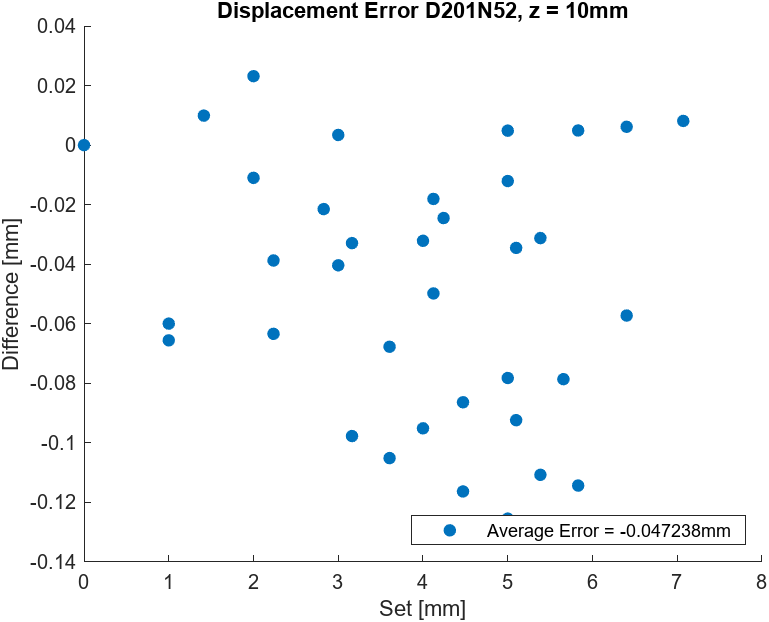 Displacement Error D201N52, z = 10mm
0.04
0.02
0
-0.02
-0.04
-0.06
-0.08
-0.1
-0.12
-0.14
Difference [mm]
Average Error = -0.047238mm
0 1 2 3 4 5 6 7 8
Set [mm]